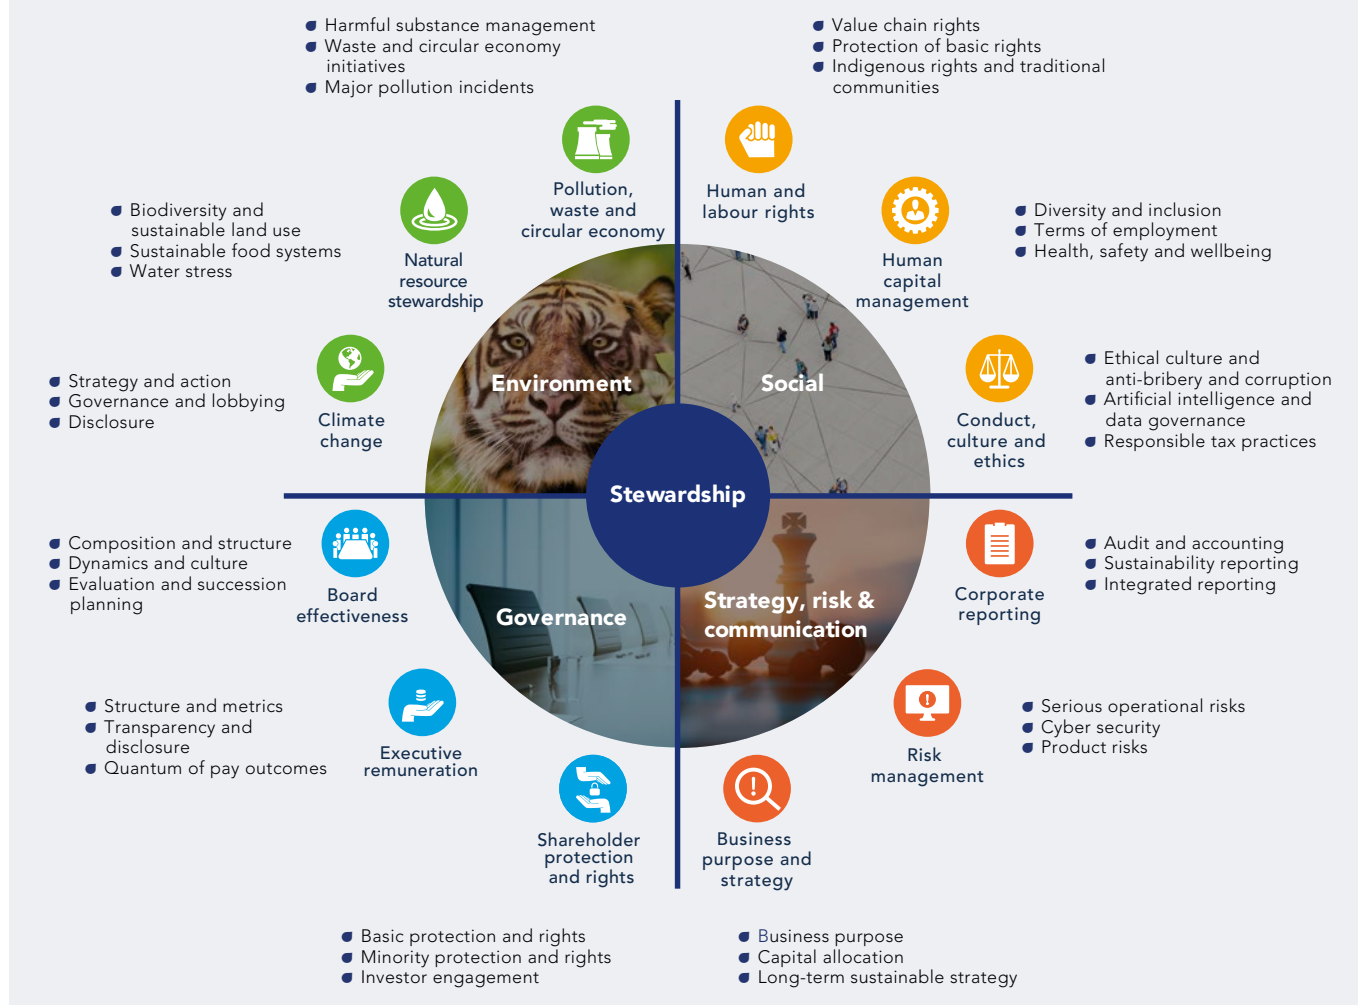 Harmful substance management
Waste and circular economy
initiatives
Major pollution incidents
Value chain rights
Protection of basic rights
Indigenous rights and traditional
communities
Pollution,
waste and
circular economy
Human and
labour rights
Biodiversity and
sustainable land use
Sustainable food systems
Water stress
Natural
resource
stewardship
Human
capital
management
Diversity and inclusion
Terms of employment
Health, safety and wellbeing
Strategy and action
Governance and lobbying
Disclosure
Climate
change
Environment
Social
Conduct,
culture and
ethics
Ethical culture and
anti-bribery and corruption
Artificial intelligence and
data governance
Responsible tax practices
Stewardship
Composition and structure
Dynamics and culture
Evaluation and succession
planning
Board
effectiveness
Governance
Strategy, risk &
communication
Corporate
reporting
Audit and accounting
Sustainability reporting
Integrated reporting
Structure and metrics
Transparency and
disclosure
Quantum of pay outcomes
Executive
remuneration
Risk
management
Serious operational risks
Cyber security
Product risks
Shareholder
protection
and rights
Business
purpose and
strategy
Basic protection and rights
Minority protection and rights
Investor engagement
Business purpose
Capital allocation
Long-term sustainable strategy